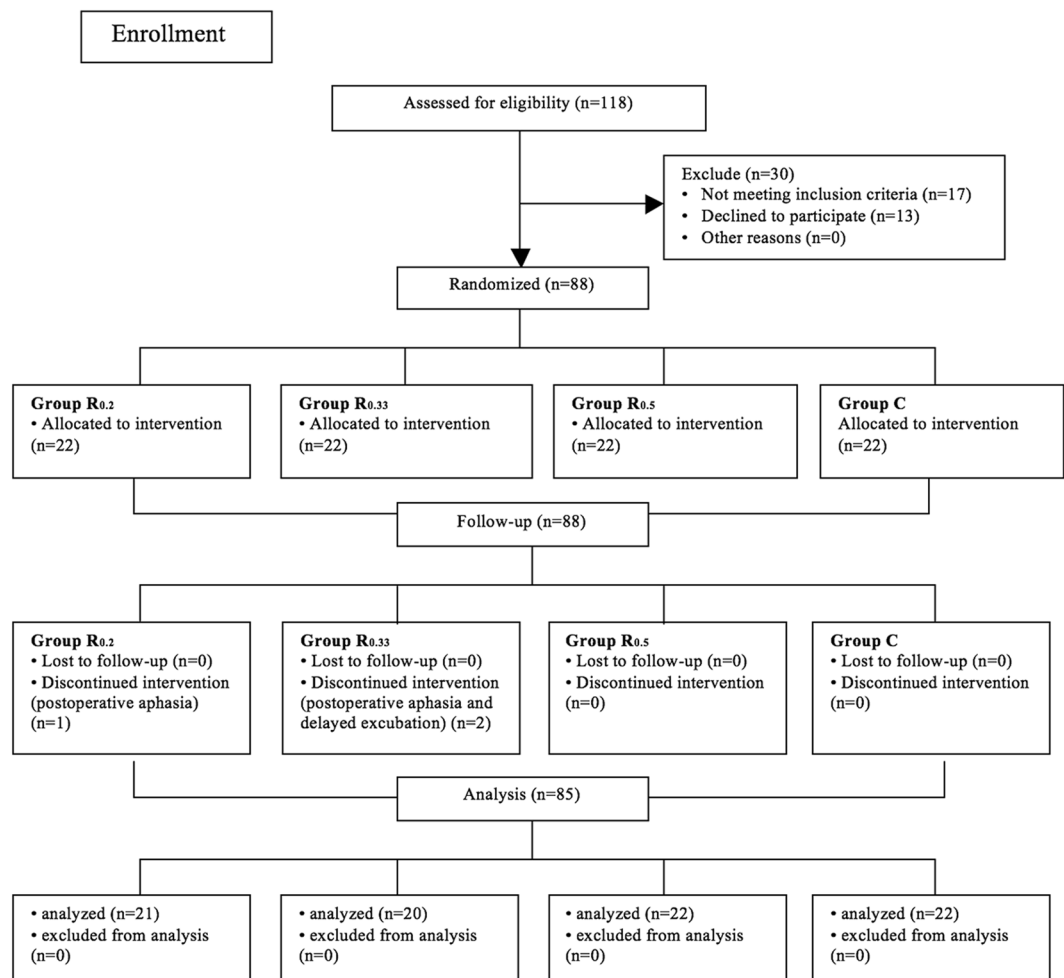 Enrollment
Assessed for eligibility (n=118)
Exclude (n=30)
• Not meeting inclusion criteria (n=17)
• Declined to participate (n=13)
• Other reasons (n=0)
Randomized (n=88)
Group R0.2
• Allocated to intervention
(n=22)
Group R0.33
• Allocated to intervention
(n=22)
Group R0.5
• Allocated to intervention
(n=22)
Group C
Allocated to intervention
(n=22)
Follow-up (n=88)
Group R0.2
• Lost to follow-up (n=0)
• Discontinued intervention
(postoperative aphasia)
(n=1)
Group R0.33
• Lost to follow-up (n=0)
• Discontinued intervention
(postoperative aphasia and
delayed excubation) (n=2)
Group R0.5
• Lost to follow-up (n=0)
• Discontinued intervention
(n=0)
Group C
• Lost to follow-up (n=0)
• Discontinued intervention
(n=0)
Analysis (n=85)
• analyzed (n=21)
• excluded from analysis
(n=0)
• analyzed (n=20)
• excluded from analysis
(n=0)
• analyzed (n=22)
• excluded from analysis
(n=0)
• analyzed (n=22)
• excluded from analysis
(n=0)